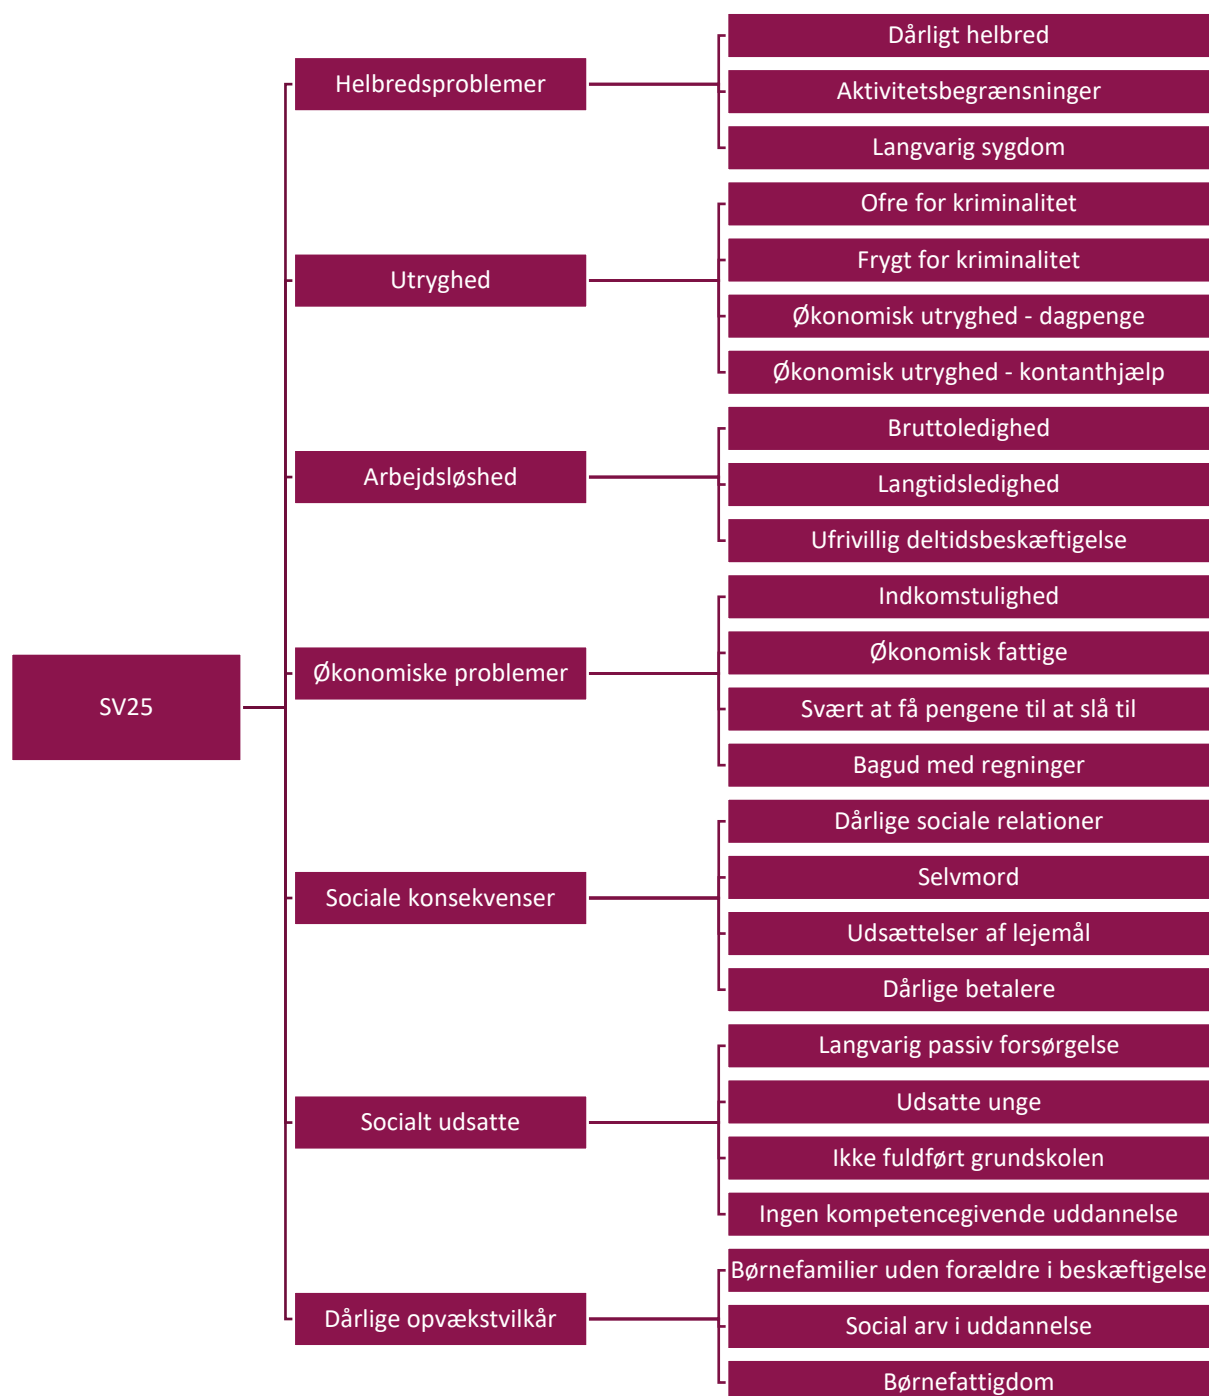 SV25
Helbredsproblemer
Dårligt helbred
Aktivitetsbegrænsninger
Langvarig sygdom
Utryghed
Ofre for kriminalitet
Frygt for kriminalitet
Økonomisk utryghed - dagpenge
Økonomisk utryghed - kontanthjælp
Arbejdsløshed
Bruttoledighed
Langtidsledighed
Ufrivillig deltidsbeskæftigelse
Økonomiske problemer
Indkomstulighed
Økonomisk fattige
Svært at få pengene til at slå til
Bagud med regninger
Sociale konsekvenser
Dårlige sociale relationer
Selvmord
Udsættelser af lejemål
Dårlige betalere
Socialt udsatte
Langvarig passiv forsørgelse
Udsatte unge
Ikke fuldført grundskolen
Ingen kompetencegivende uddannelse
Dårlige opvækstvilkår
Børnefamilier uden forældre i beskæftigelse
Social arv i uddannelse
Børnefattigdom